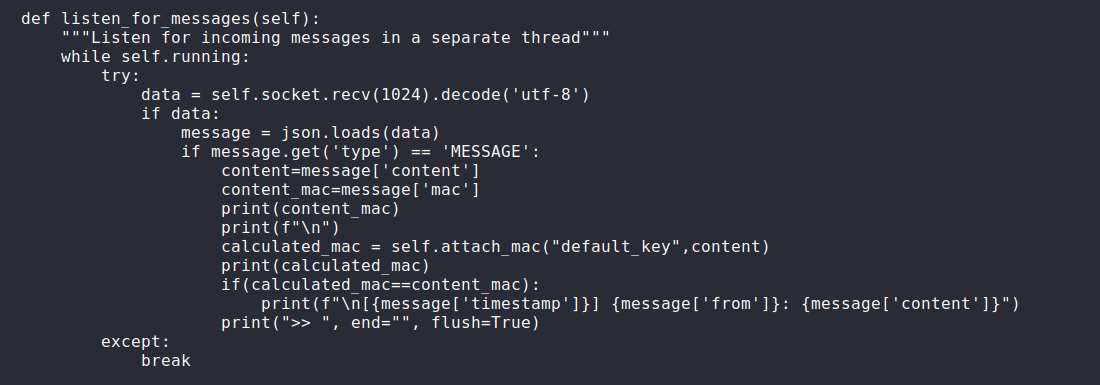 def listen_for_messages(self):
    """Listen for incoming messages in a separate thread"""
    while self.running:
        try:
            data = self.socket.recv(1024).decode('utf-8')
            if data:
                message = json.loads(data)
                if message.get('type') == 'MESSAGE':
                    content=message['content']
                    content_mac=message['mac']
                    print(content_mac)
                    print(f"\n")
                    calculated_mac = self.attach_mac("default_key",content)
                    print(calculated_mac)
                    if(calculated_mac==content_mac):
                        print(f"\n[{message['timestamp']}] {message['from']}: {message['content']}")
                    print(">> ", end="", flush=True)
        except:
            break